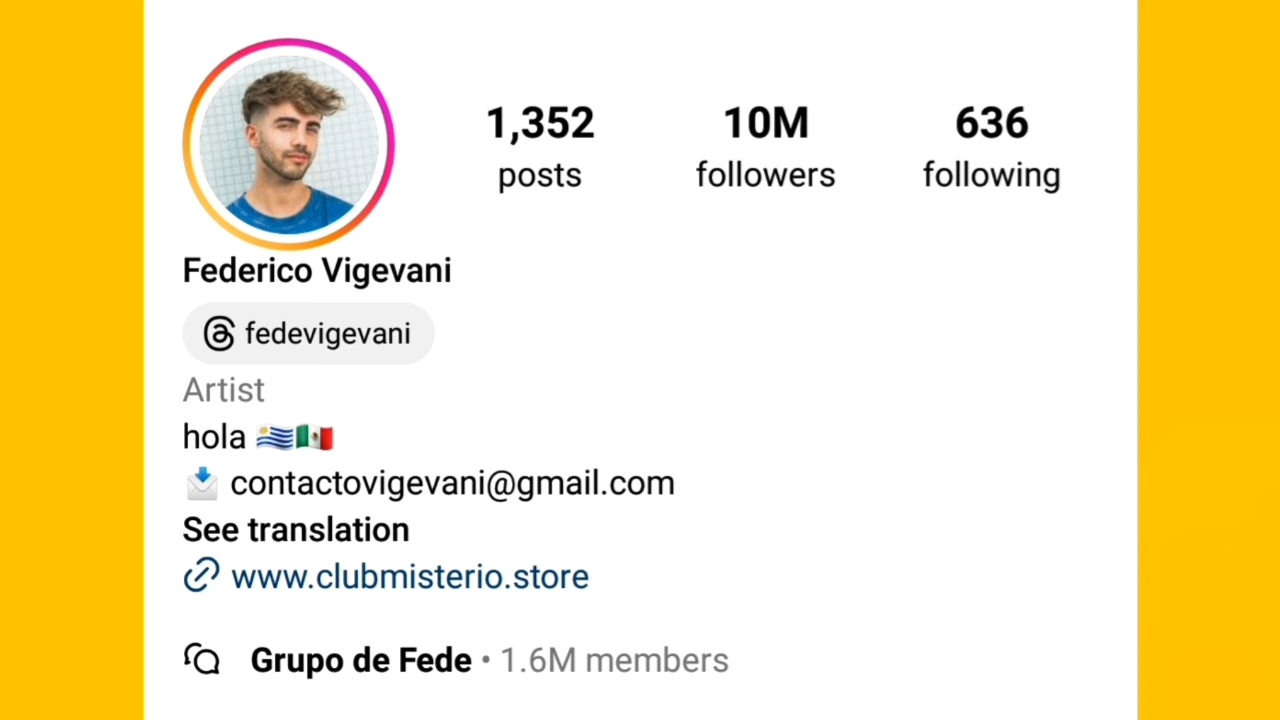 1,352 10M 636
posts followers following
Federico Vigevani
fedevigevani
Artist
hola 🇺🇾🇲🇽
📩 contactovigevani@gmail.com
See translation
www.clubmisterio.store
Grupo de Fede • 1.6M members